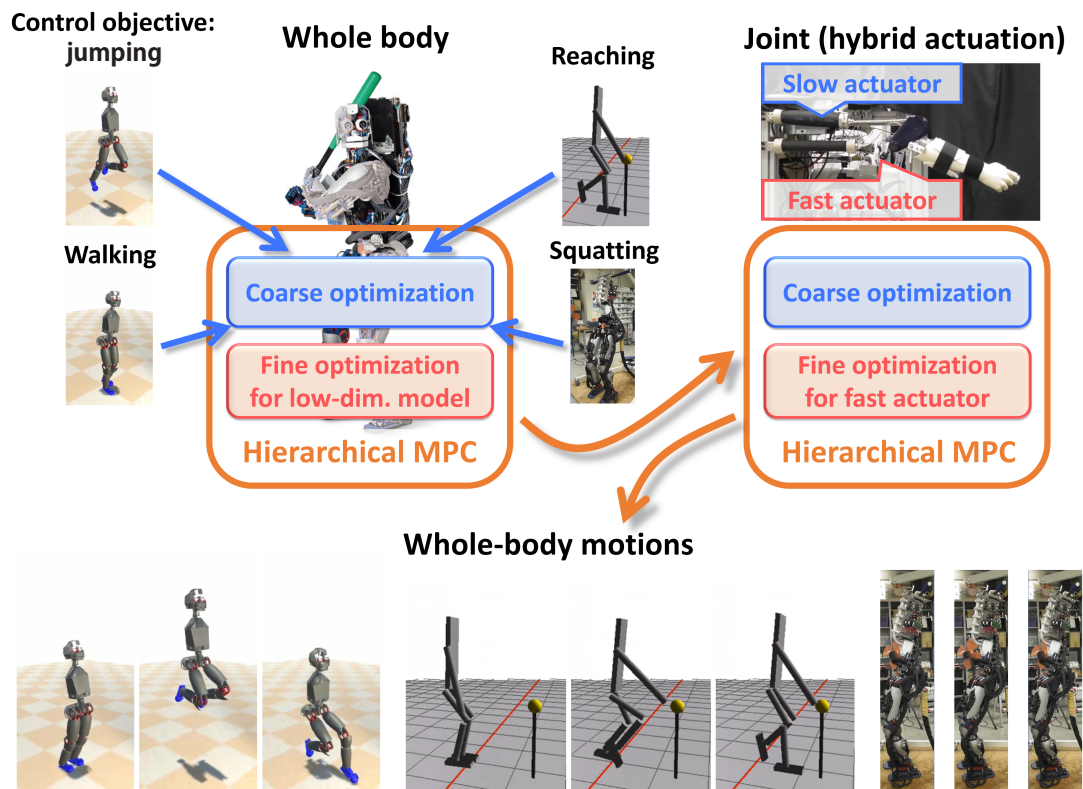 Control objective:
jumping
Whole body
Reaching
Joint (hybrid actuation)
Slow actuator
Fast actuator
Walking
Squatting
Coarse optimization
Fine optimization
for low-dim. model
Hierarchical MPC
Coarse optimization
Fine optimization
for fast actuator
Hierarchical MPC
Whole-body motions